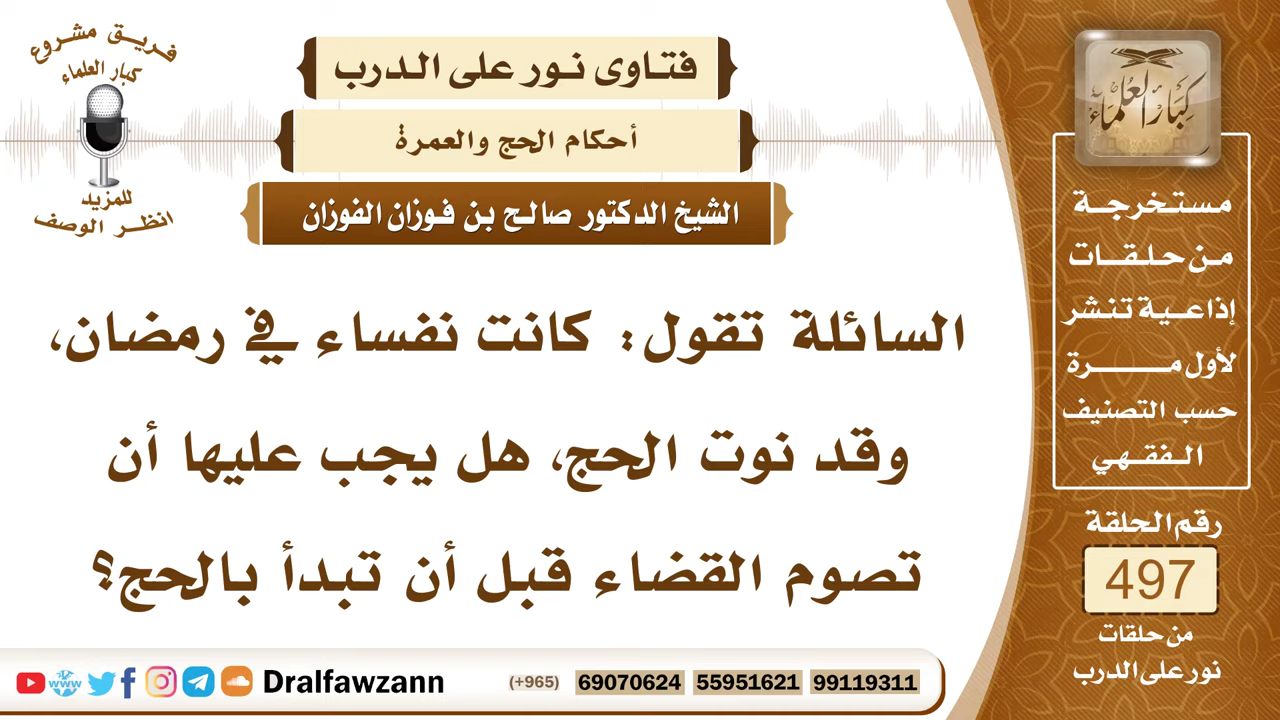 فريق مشروع
كبار العلماء
للمزيد
انظر الوصف
فتاوى نور على الدرب
أحكام الحج والعمرة
الشيخ الدكتور صالح بن فوزان الفوزان
السائلة تقول: كانت نفساء في رمضان،
وقد نوت الحج، هل يجب عليها أن
تصوم القضاء قبل أن تبدأ بالحج؟
كبار العلماء
مستخرجة
من حلقات
إذاعية تنشر
لأول مرة
حسب التصنيف
الفقهي
رقم الحلقة
497
من حلقات
نور على الدرب
www Dralfawzann (+965) 69070624 55951621 99119311